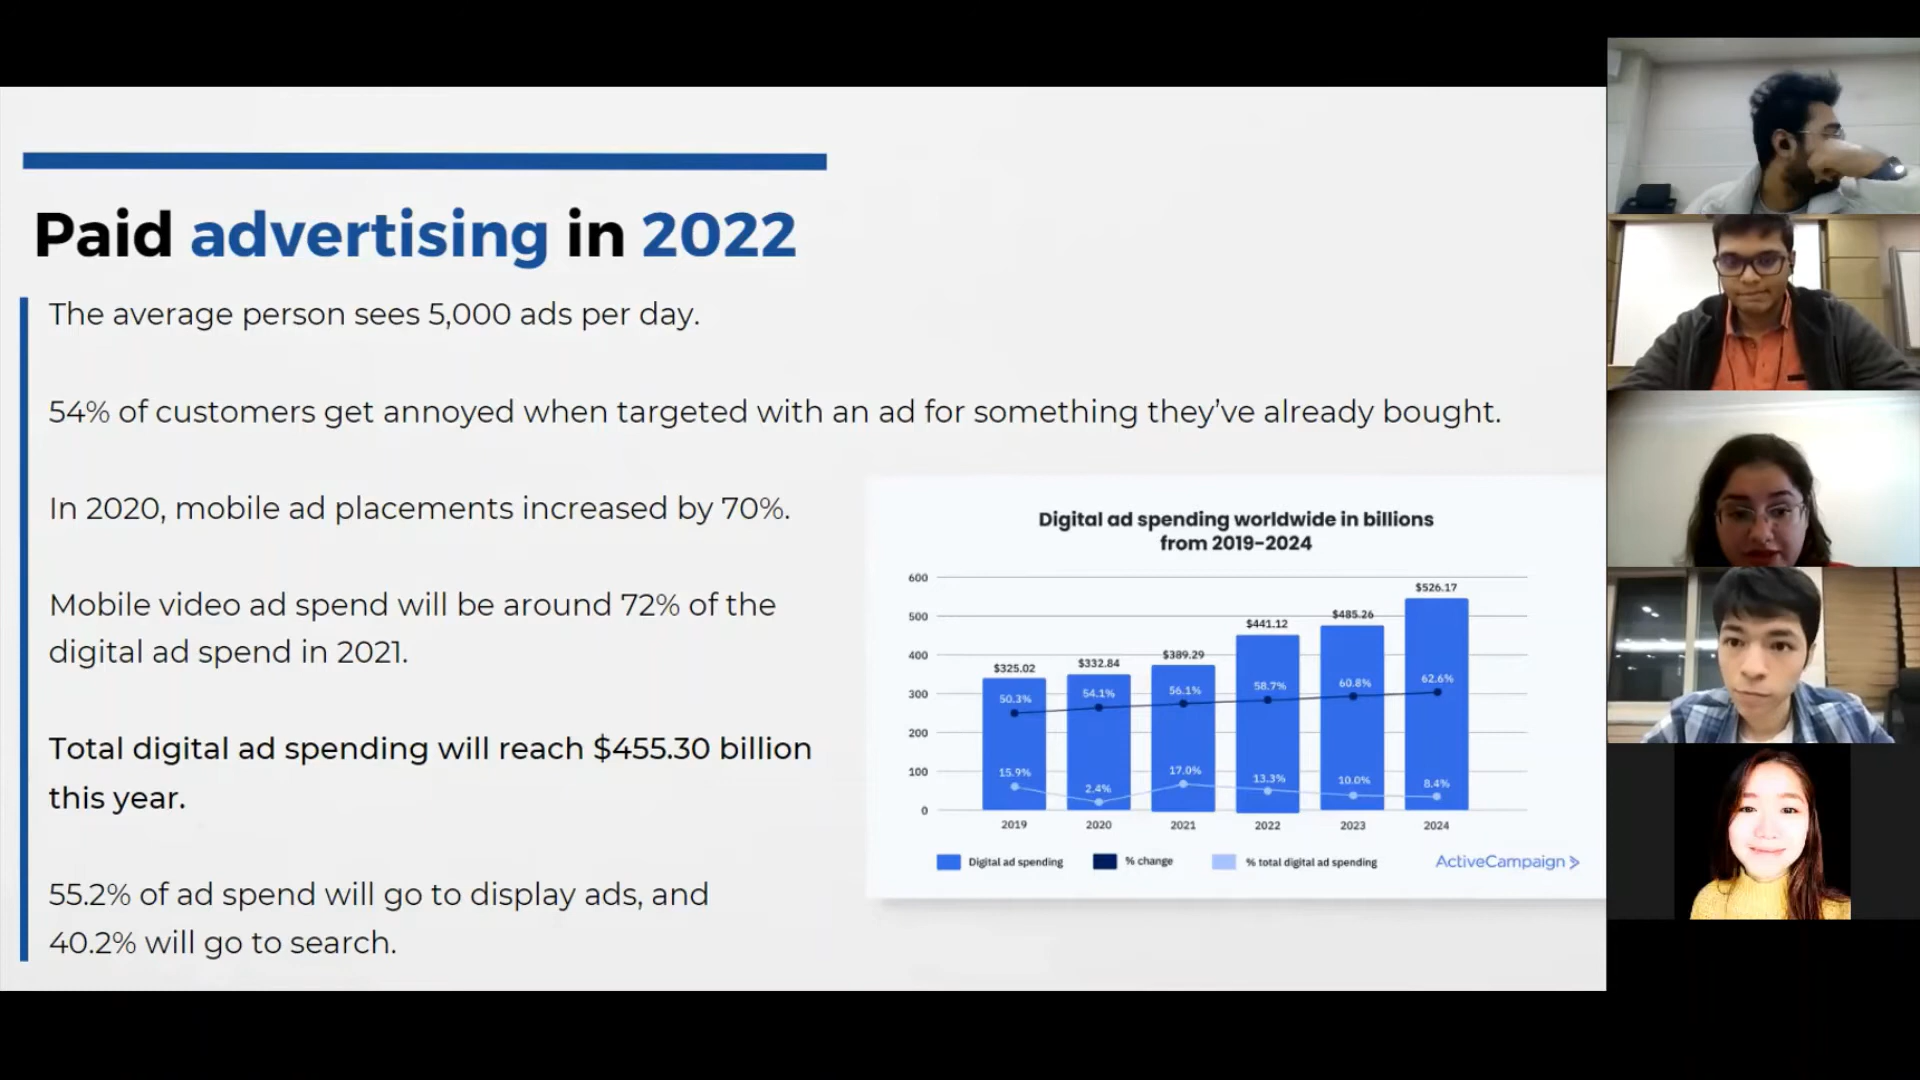 Paid advertising in 2022
The average person sees 5,000 ads per day.
54% of customers get annoyed when targeted with an ad for something they've already bought.
In 2020, mobile ad placements increased by 70%.
Mobile video ad spend will be around 72% of the
digital ad spend in 2021.
Total digital ad spending will reach $455.30 billion
this year.
55.2% of ad spend will go to display ads, and
40.2% will go to search.
Digital ad spending worldwide in billions
from 2019-2024
600
500
400
300
200
100
0
$325.02
$332.84
$389.29
$441.12
$485.26
$526.17
50.3%
54.1%
56.1%
58.7%
60.8%
62.6%
15.9%
2.4%
17.0%
13.3%
10.0%
8.4%
2019
2020
2021
2022
2023
2024
Digital ad spending
% change
% total digital ad spending
ActiveCampaign >